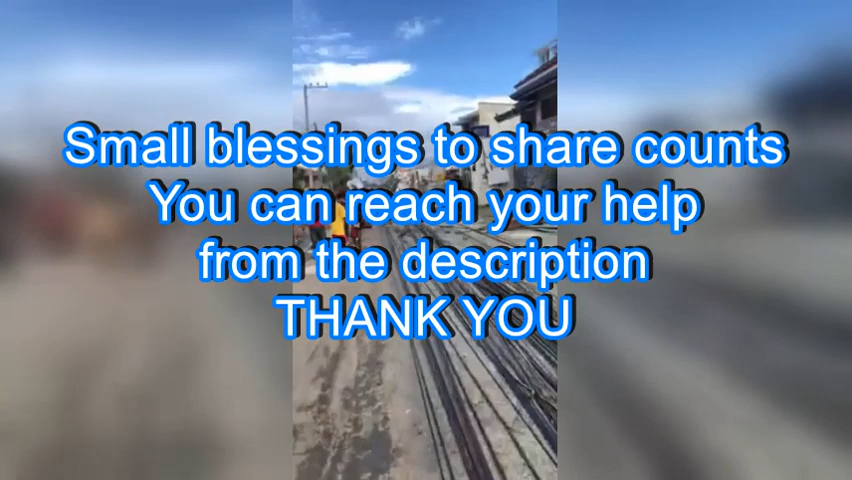 Small blessings to share counts
You can reach your help
from the description
THANK YOU